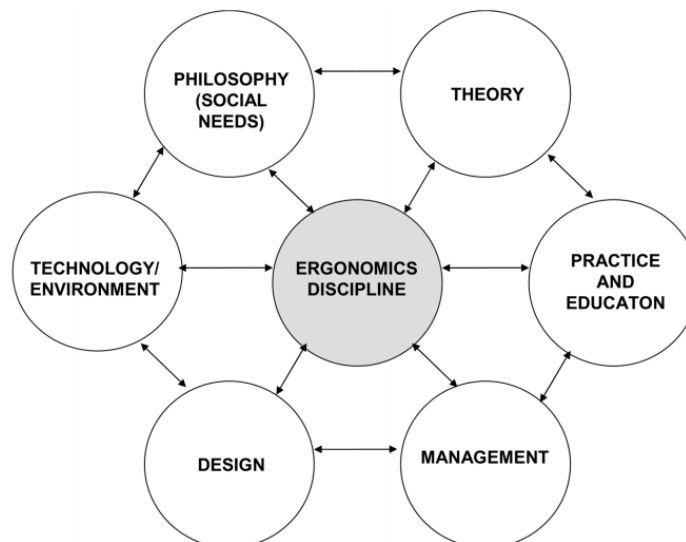 PHILOSOPHY
(SOCIAL
NEEDS)
THEORY
TECHNOLOGY/
ENVIRONMENT
ERGONOMICS
DISCIPLINE
PRACTICE
AND
EDUCATON
DESIGN
MANAGEMENT